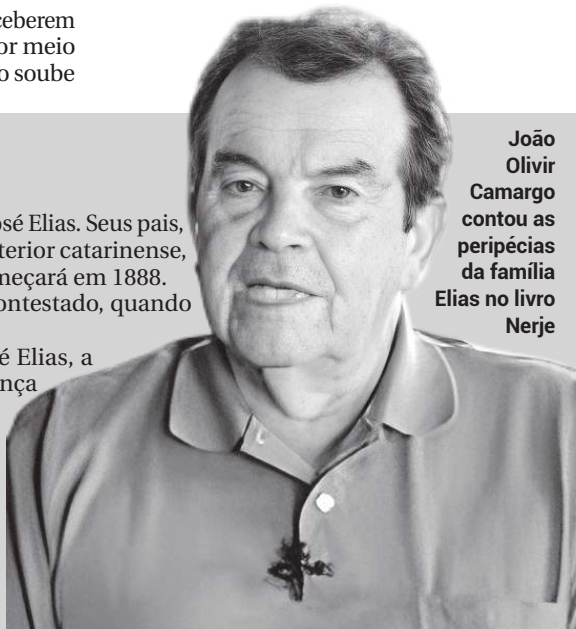 ceberem
or meio
o soube
osé Elias. Seus pais,
terior catarinense,
meçará em 1888.
ontestado, quando
é Elias, a
nça
João
Olivir
Camargo
contou as
peripécias
da família
Elias no livro
Nerje